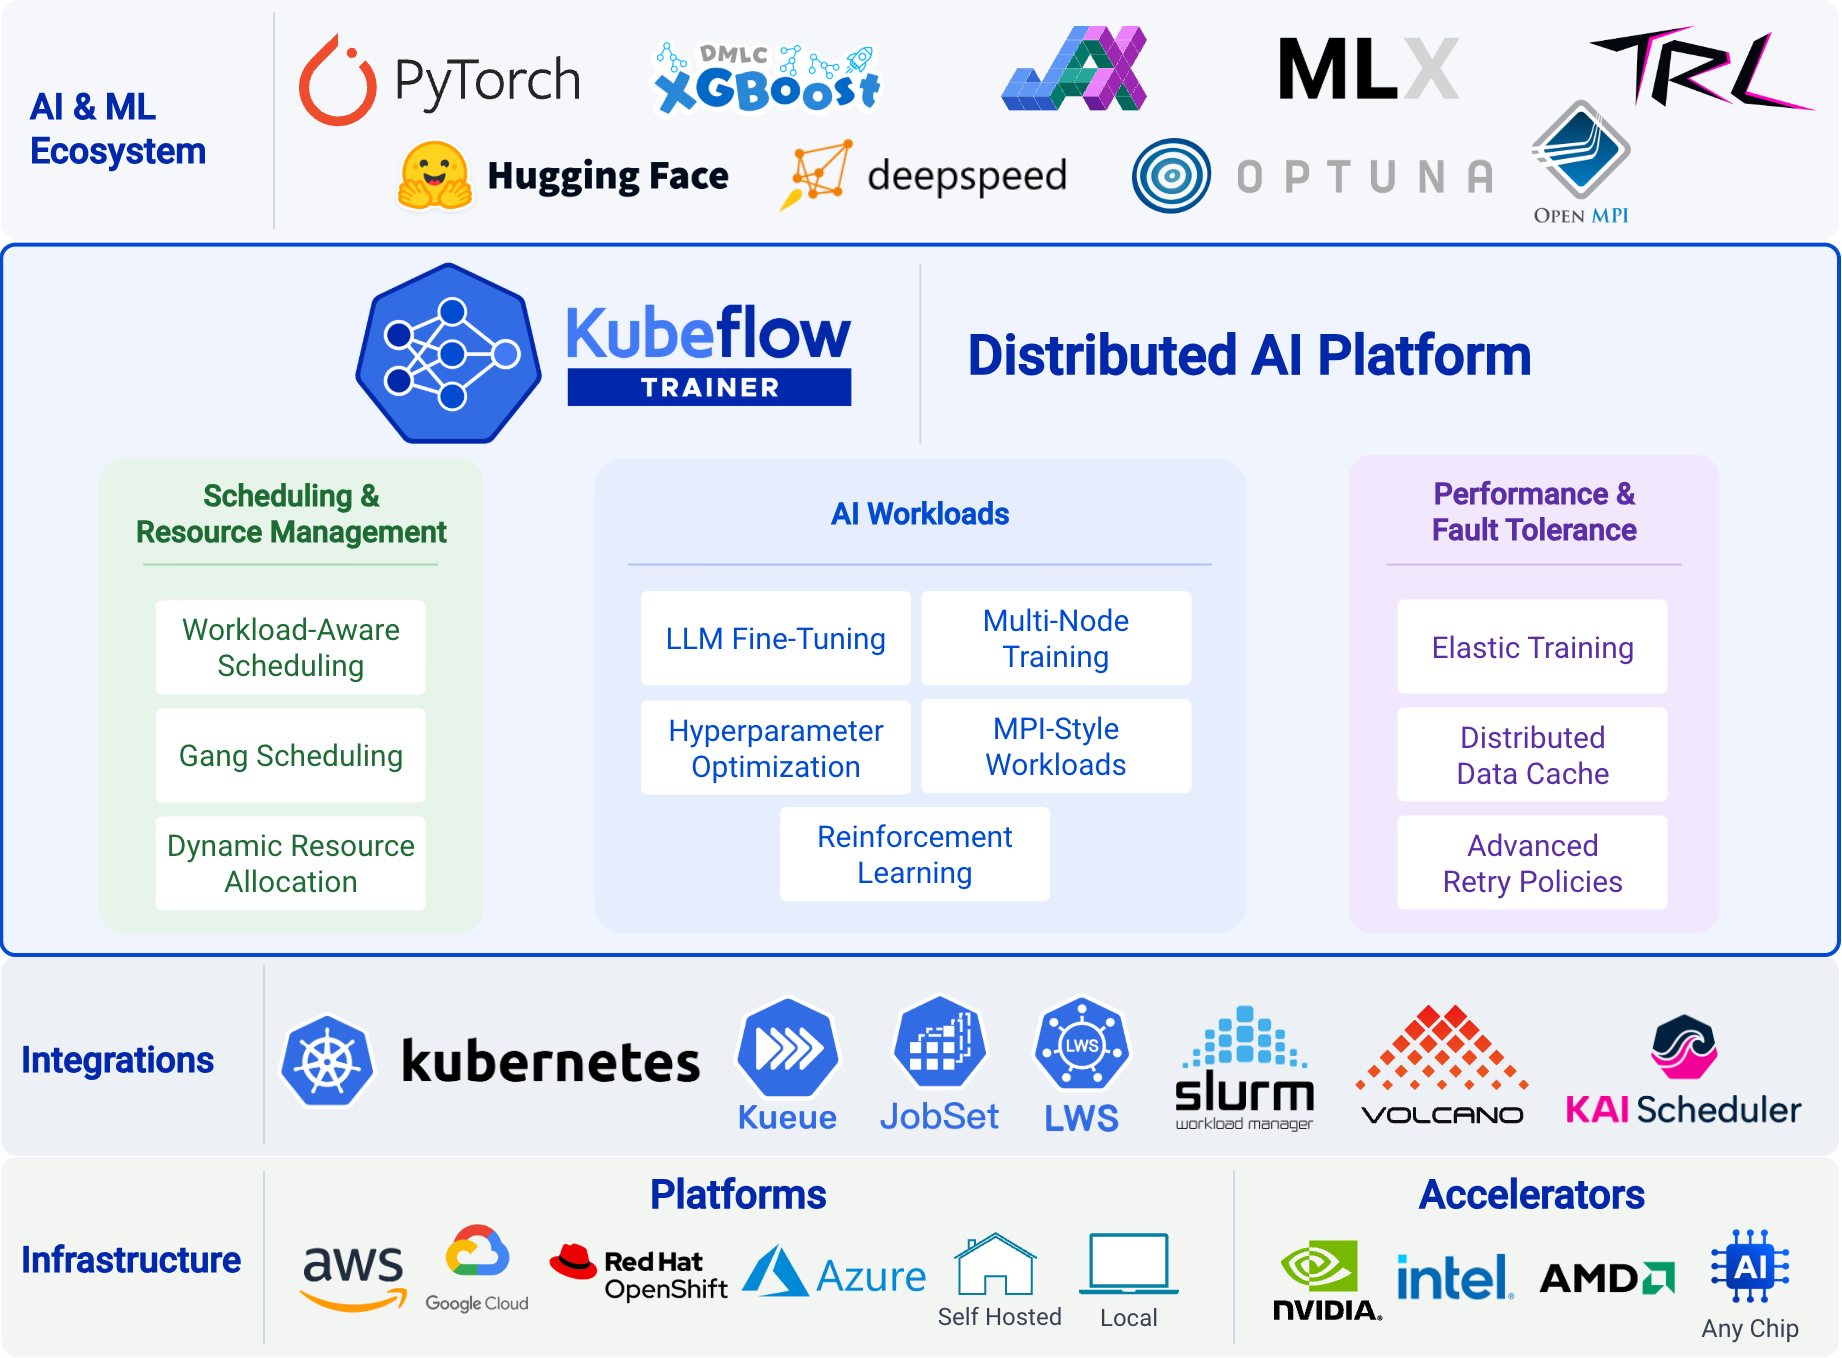 AI & ML
Ecosystem
PyTorch
DMLC
XGBoost
JAX
MLX
TRL
Hugging Face
deepspeed
OPTUNA
OPEN MPI
Kubeflow
TRAINER
Distributed AI Platform
Scheduling &
Resource Management
Workload-Aware
Scheduling
Gang Scheduling
Dynamic Resource
Allocation
AI Workloads
LLM Fine-Tuning
Multi-Node
Training
Hyperparameter
Optimization
MPI-Style
Workloads
Reinforcement
Learning
Performance &
Fault Tolerance
Elastic Training
Distributed
Data Cache
Advanced
Retry Policies
Integrations
kubernetes
Kueue
JobSet
LWS
LWS
slurm
workload manager
VOLCANO
KAI Scheduler
Infrastructure
Platforms
aws
Google Cloud
Red Hat
OpenShift
Azure
Self Hosted
Local
Accelerators
NVIDIA®
intel®
AMD
AI
Any Chip